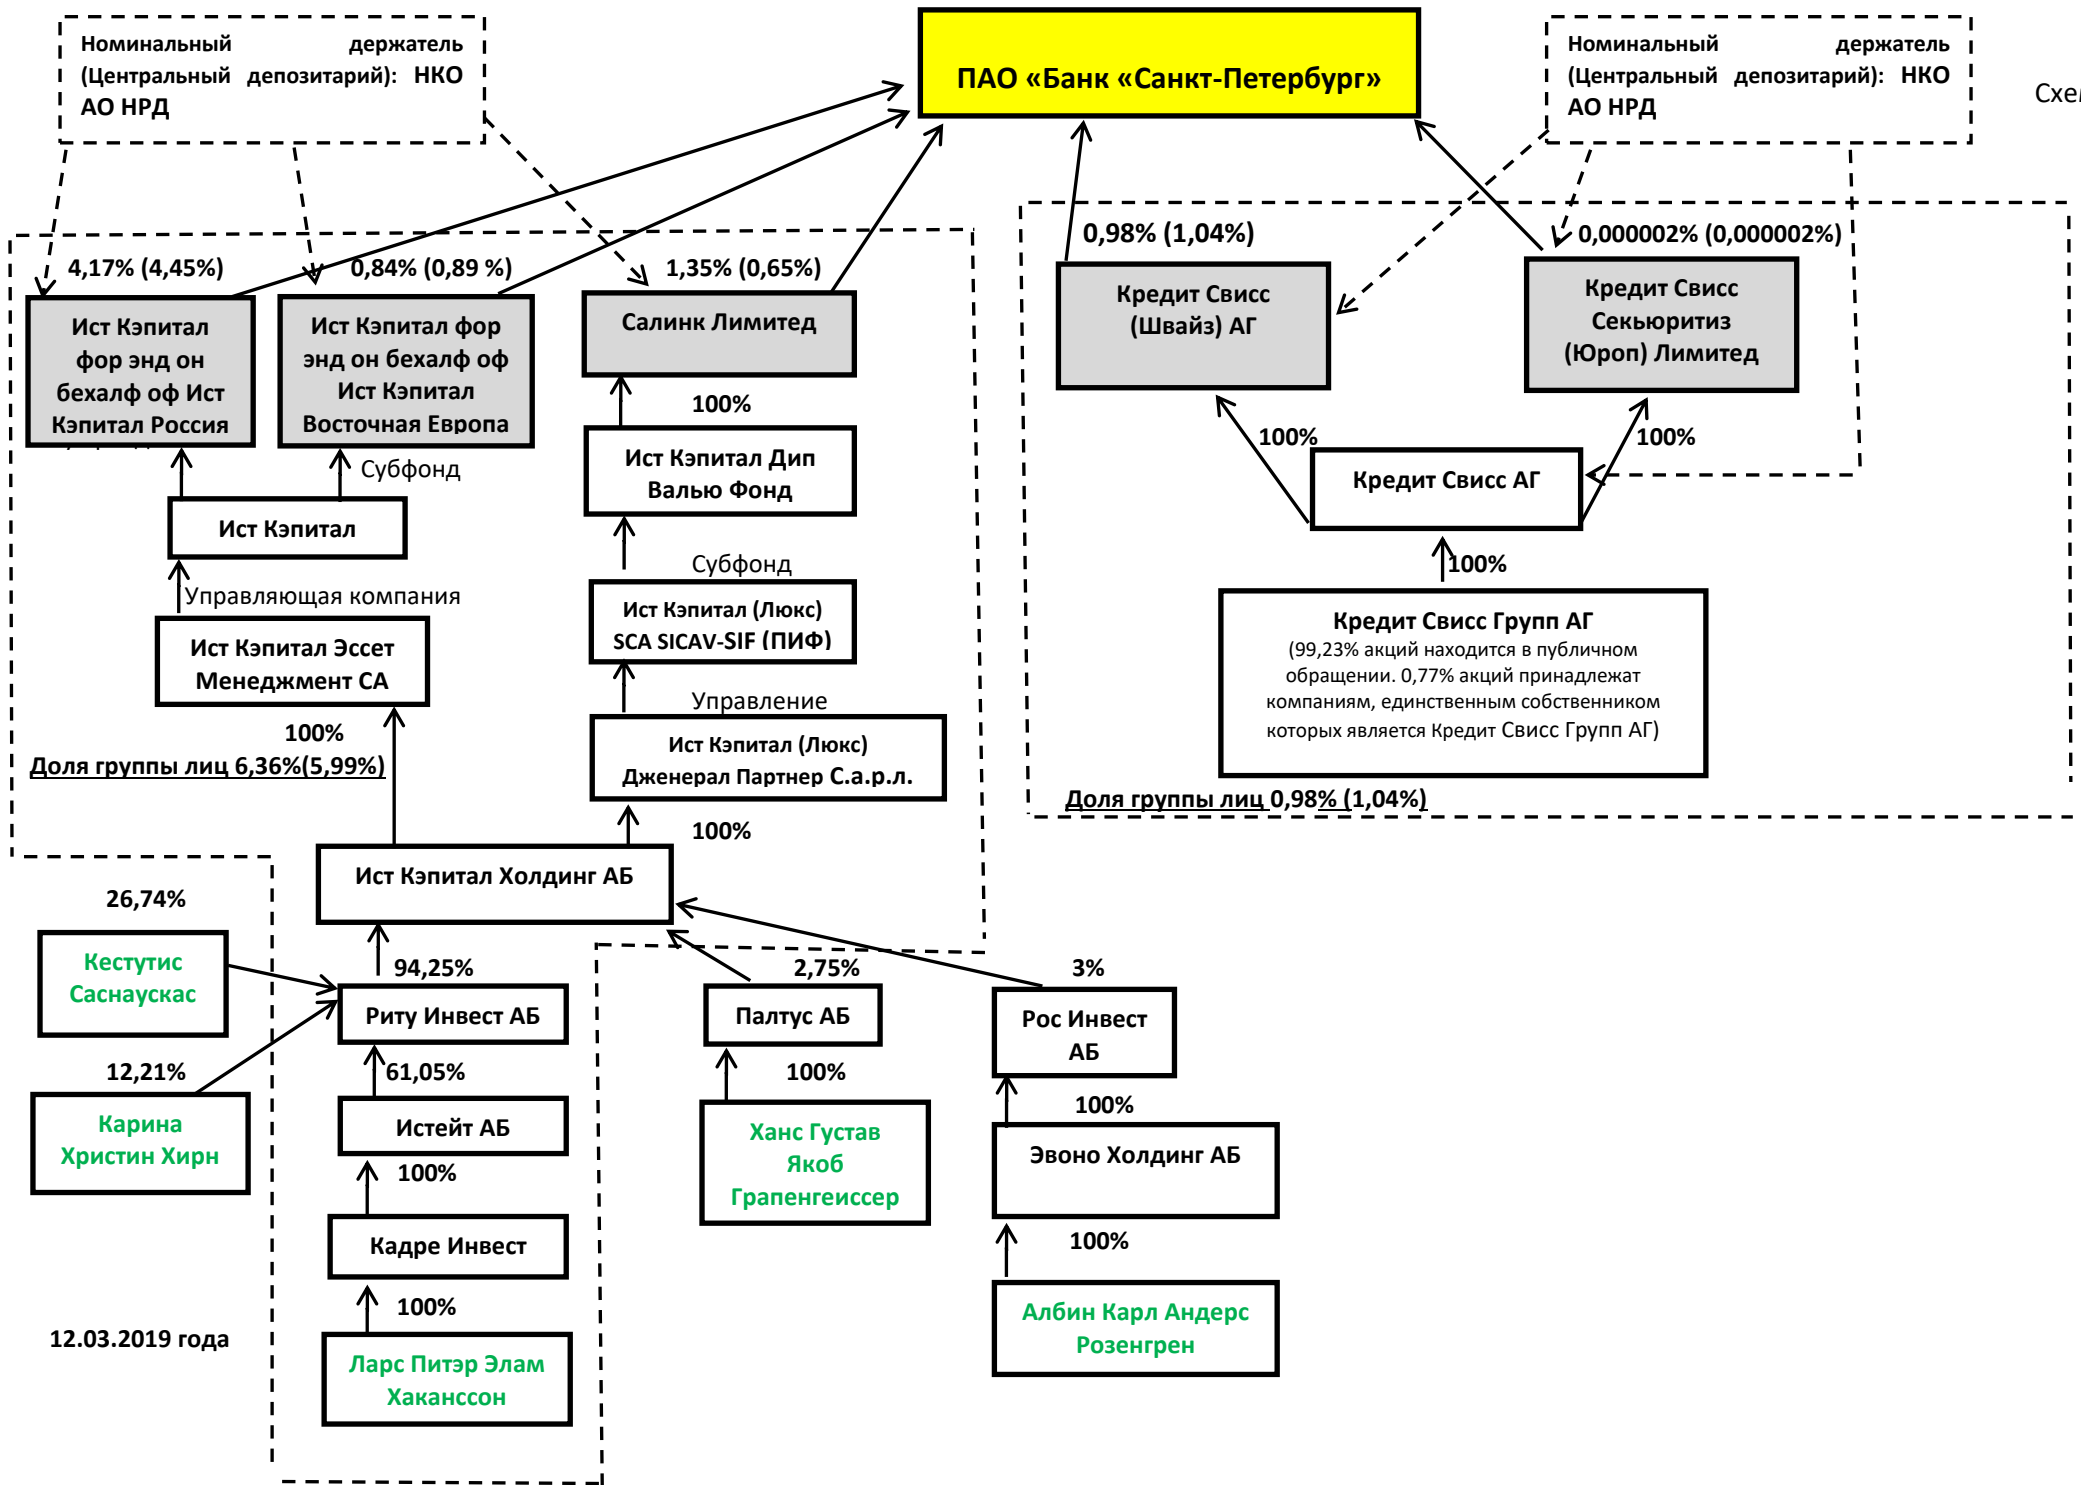 Номинальный держатель
(Центральный депозитарий): НКО
АО НРД
ПАО «Банк «Санкт-Петербург»
Номинальный держатель
(Центральный депозитарий): НКО
АО НРД
4,17% (4,45%)
0,84% (0,89 %)
1,35% (0,65%)
0,98% (1,04%)
0,000002% (0,000002%)
Ист Кэпитал
фор энд он
бехалф оф Ист
Кэпитал Россия
Ист Кэпитал фор
энд он бехалф оф
Ист Кэпитал
Восточная Европа
Салинк Лимитед
Кредит Свисс
(Швайз) АГ
Кредит Свисс
Секьюритиз
(Юроп) Лимитед
100%
Субфонд
Ист Кэпитал Дип
Валью Фонд
100%
100%
Кредит Свисс АГ
Ист Кэпитал
Субфонд
100%
Управляющая компания
Ист Кэпитал (Люкс)
SCA SICAV-SIF (ПИФ)
Кредит Свисс Групп АГ
(99,23% акций находится в публичном
обращении. 0,77% акций принадлежат
компаниям, единственным собственником
которых является Кредит Свисс Групп АГ)
Ист Кэпитал Эссет
Менеджмент СА
Управление
100%
Доля группы лиц 6,36%(5,99%)
Ист Кэпитал (Люкс)
Дженерал Партнер С.а.р.л.
Доля группы лиц 0,98% (1,04%)
100%
Ист Кэпитал Холдинг АБ
26,74%
Кестутис
Саснаускас
94,25%
2,75%
3%
Риту Инвест АБ
Палтус АБ
Рос Инвест
АБ
12,21%
61,05%
100%
100%
Карина
Христин Хирн
Истейт АБ
Ханс Густав
Якоб
Грапенгеиссер
Эвоно Холдинг АБ
100%
Кадре Инвест
100%
100%
12.03.2019 года
Ларс Питэр Элам
Хаканссон
Албин Карл Андерс
Розенгрен